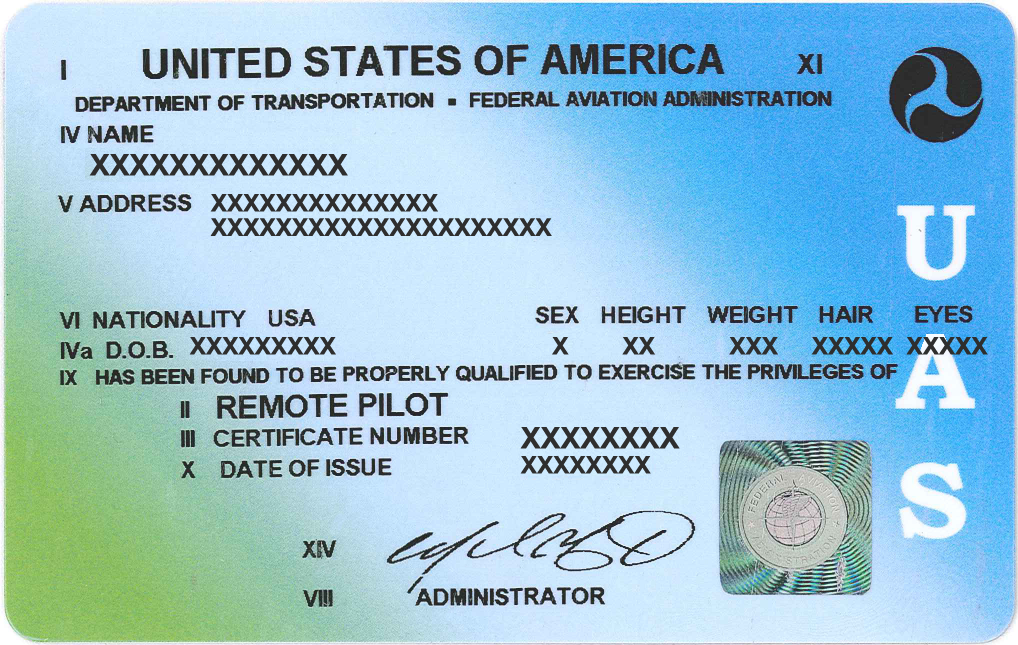 I UNITED STATES OF AMERICA XI
DEPARTMENT OF TRANSPORTATION ▪ FEDERAL AVIATION ADMINISTRATION
IV NAME
XXXXXXXXXXXXX
V ADDRESS XXXXXXXXXXXXXX
XXXXXXXXXXXXXXXXXXXXX
VI NATIONALITY USA SEX HEIGHT WEIGHT HAIR EYES
IVa D.O.B. XXXXXXXXX X XX XXX XXXXX XXXXX
IX HAS BEEN FOUND TO BE PROPERLY QUALIFIED TO EXERCISE THE PRIVILEGES OF
II REMOTE PILOT
III CERTIFICATE NUMBER XXXXXXXX
X DATE OF ISSUE XXXXXXXX
XIV
VIII ADMINISTRATOR
UAS
FEDERAL AVIATION ADMINISTRATION